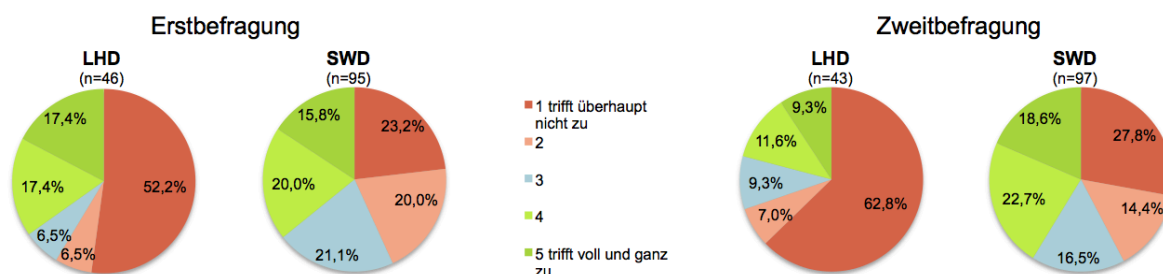 Erstbefragung
LHD
(n=46)
17,4%
17,4%
52,2%
6,5%
6,5%
SWD
(n=95)
15,8%
23,2%
20,0%
20,0%
21,1%
1 trifft überhaupt
nicht zu
2
3
4
5 trifft voll und ganz
zu
Zweitbefragung
LHD
(n=43)
9,3%
11,6%
9,3%
62,8%
7,0%
SWD
(n=97)
18,6%
27,8%
22,7%
14,4%
16,5%